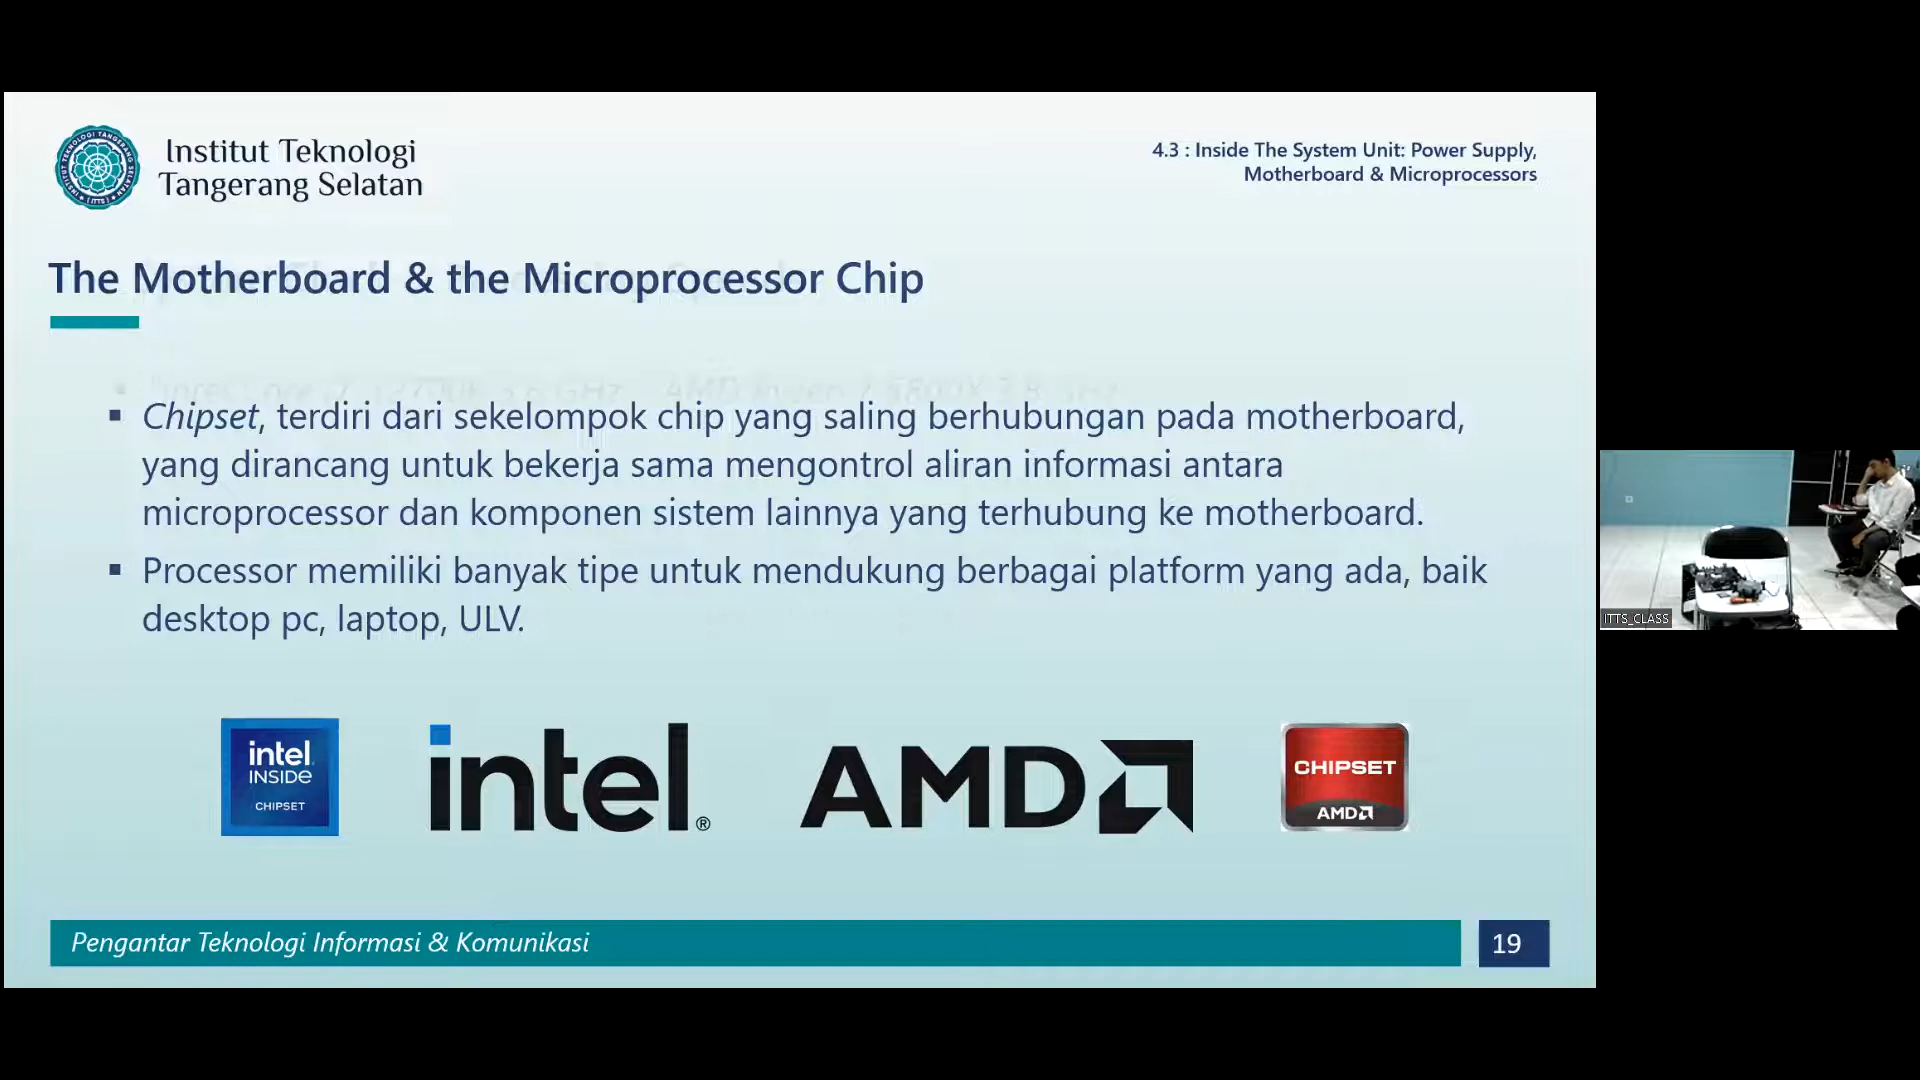 Institut Teknologi
Tangerang Selatan
4.3 : Inside The System Unit: Power Supply,
Motherboard & Microprocessors
The Motherboard & the Microprocessor Chip
▪ Chipset, terdiri dari sekelompok chip yang saling berhubungan pada motherboard,
yang dirancang untuk bekerja sama mengontrol aliran informasi antara
microprocessor dan komponen sistem lainnya yang terhubung ke motherboard.
▪ Processor memiliki banyak tipe untuk mendukung berbagai platform yang ada, baik
desktop pc, laptop, ULV.
intel
INSIDE
CHIPSET
intel®
AMD
CHIPSET
AMD
Pengantar Teknologi Informasi & Komunikasi
19
ITTS_CLASS